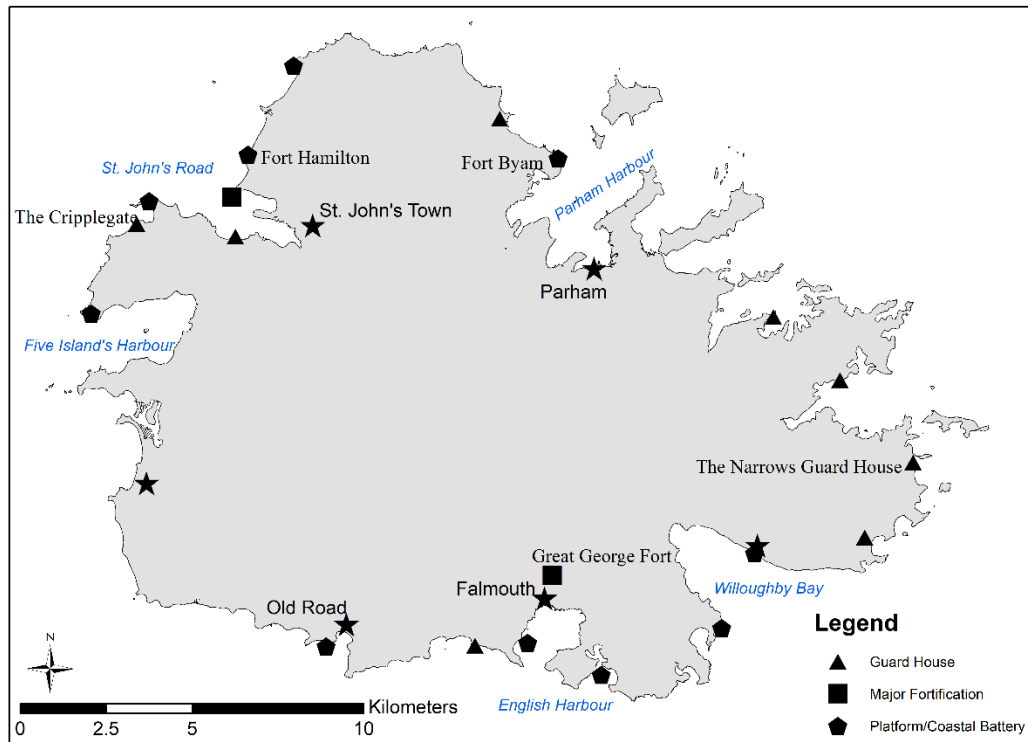 Fort Hamilton
Fort Byam
St. John's Road
Parham Harbour
The Cripplegate
St. John's Town
Parham
Five Island's Harbour
The Narrows Guard House
Great George Fort
Falmouth
Willoughby Bay
Old Road
English Harbour
N
Kilometers
0 2.5 5 10
Legend
Guard House
Major Fortification
Platform/Coastal Battery